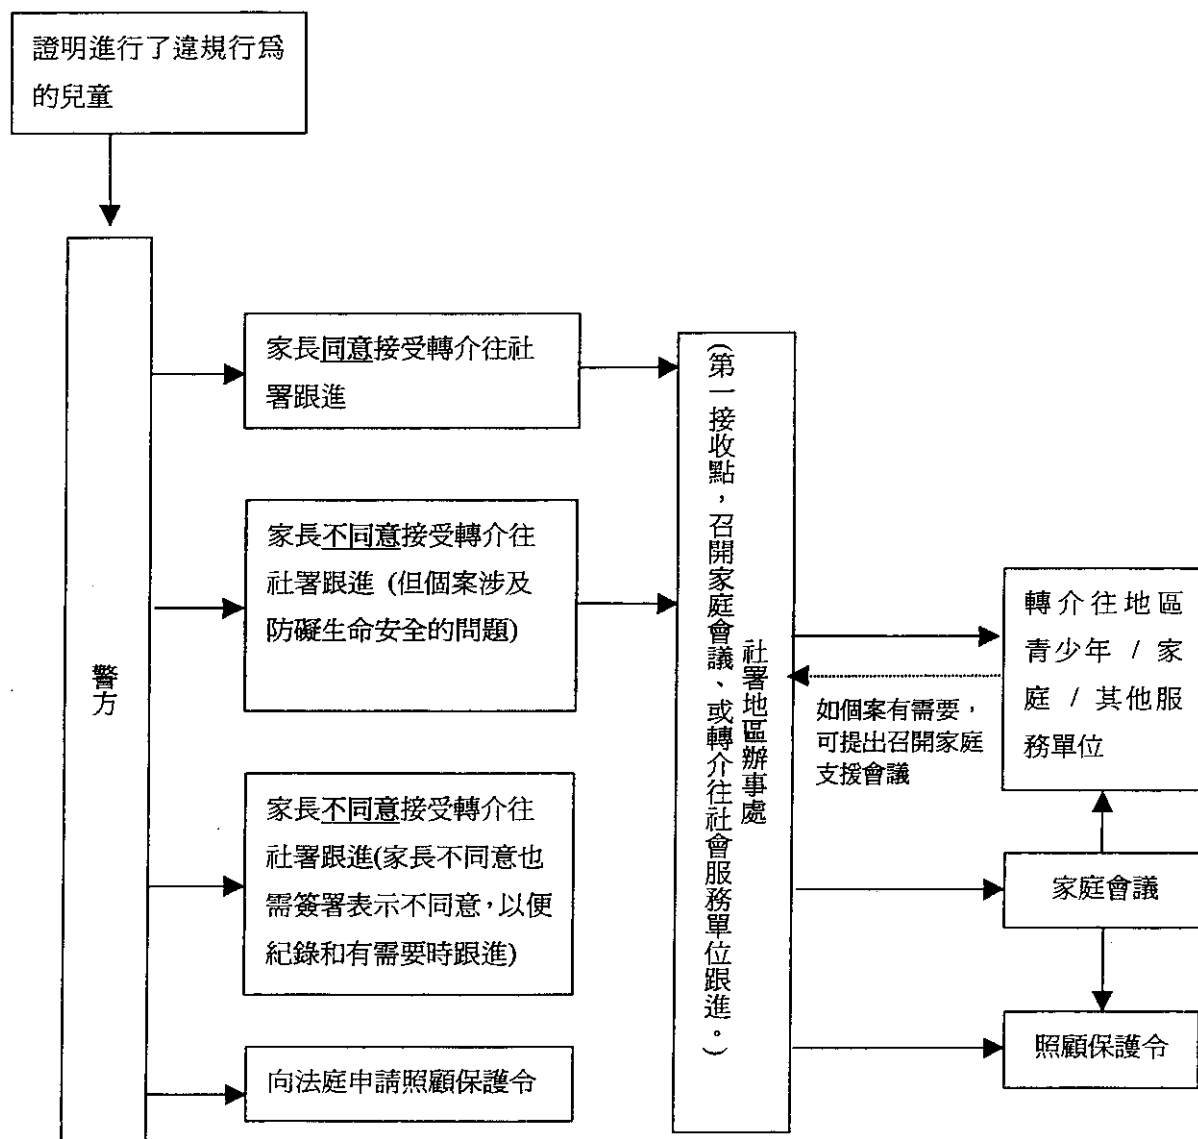 證明進行了違規行爲
的兒童
警方
家長同意接受轉介往社
署跟進
家長不同意接受轉介往
社署跟進 (但個案涉及
防礙生命安全的問題)
家長不同意接受轉介往
社署跟進(家長不同意也
需簽署表示不同意，以便
紀錄和有需要時跟進)
向法庭申請照顧保護令
社署地區辦事處
(第一接收點，召開家庭會議、或轉介往社會服務單位跟進。)
如個案有需要，
可提出召開家庭
支援會議
轉介往地區
青少年 / 家
庭 / 其他服
務單位
家庭會議
照顧保護令